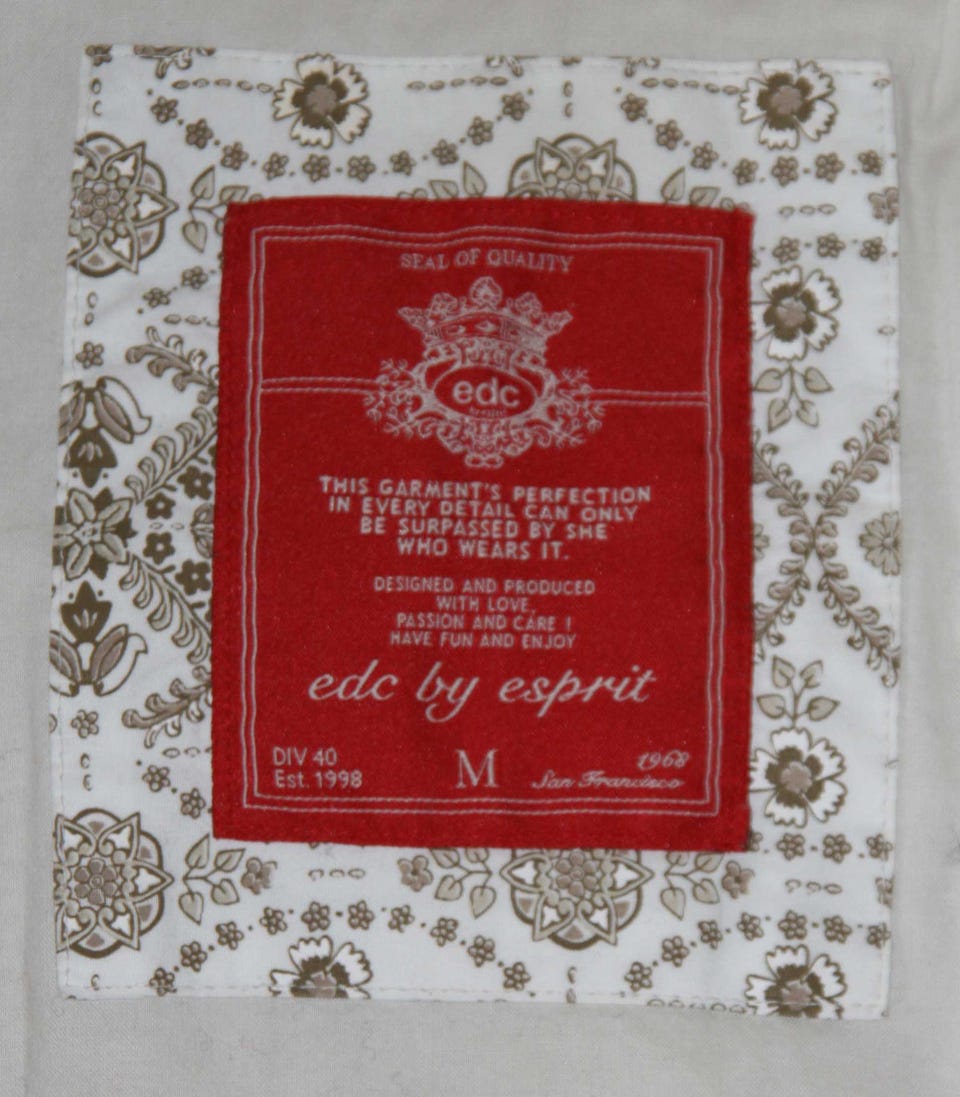 SEAL OF QUALITY
edc
THIS GARMENT'S PERFECTION
IN EVERY DETAIL CAN ONLY
BE SURPASSED BY SHE
WHO WEARS IT.
DESIGNED AND PRODUCED
WITH LOVE,
PASSION AND CARE !
HAVE FUN AND ENJOY
edc by esprit
DIV 40
Est. 1998
M
1968
San Francisco